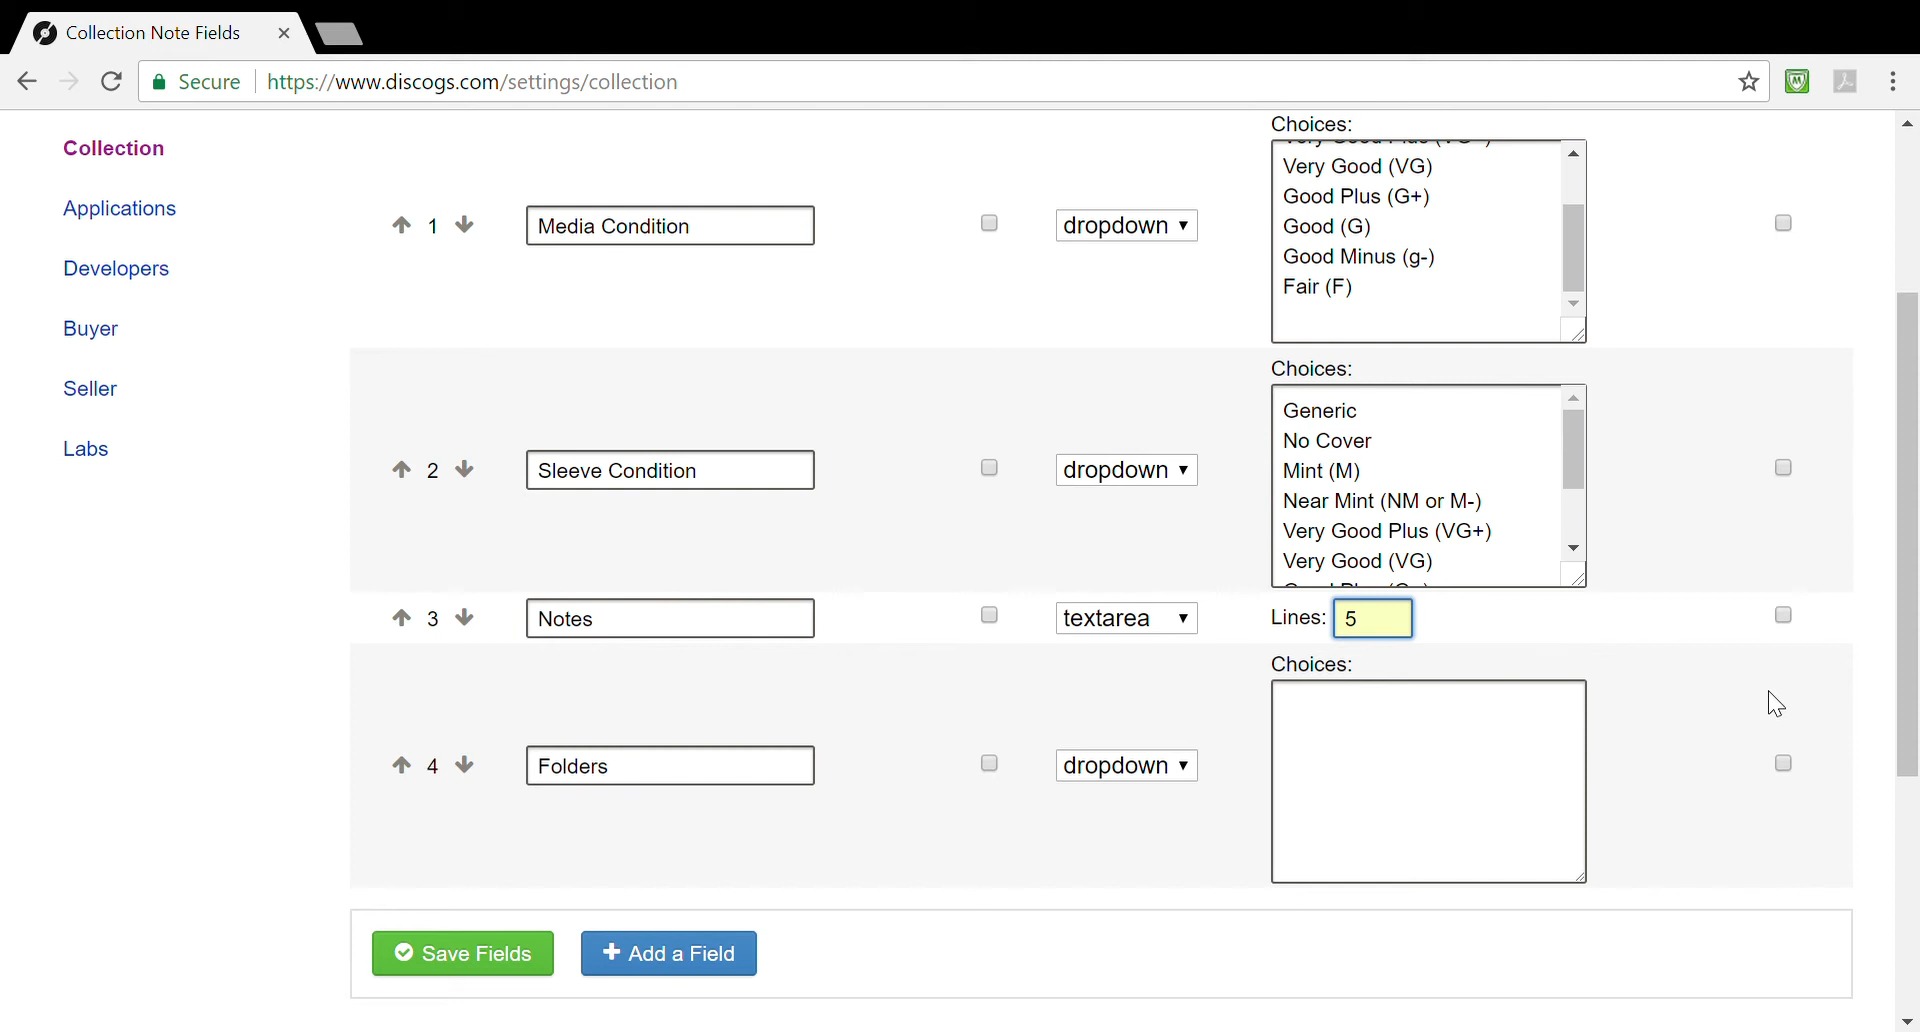 Collection Note Fields
Secure
https://www.discogs.com/settings/collection
Collection
Applications
Developers
Buyer
Seller
Labs
Choices:
Very Good (VG)
Good Plus (G+)
1
Media Condition
dropdown
Good (G)
Good Minus (g-)
Fair (F)
Choices:
Generic
No Cover
2
Sleeve Condition
dropdown
Mint (M)
Near Mint (NM or M-)
Very Good Plus (VG+)
Very Good (VG)
3
Notes
textarea
Lines: 5
Choices:
4
Folders
dropdown
Save Fields
Add a Field